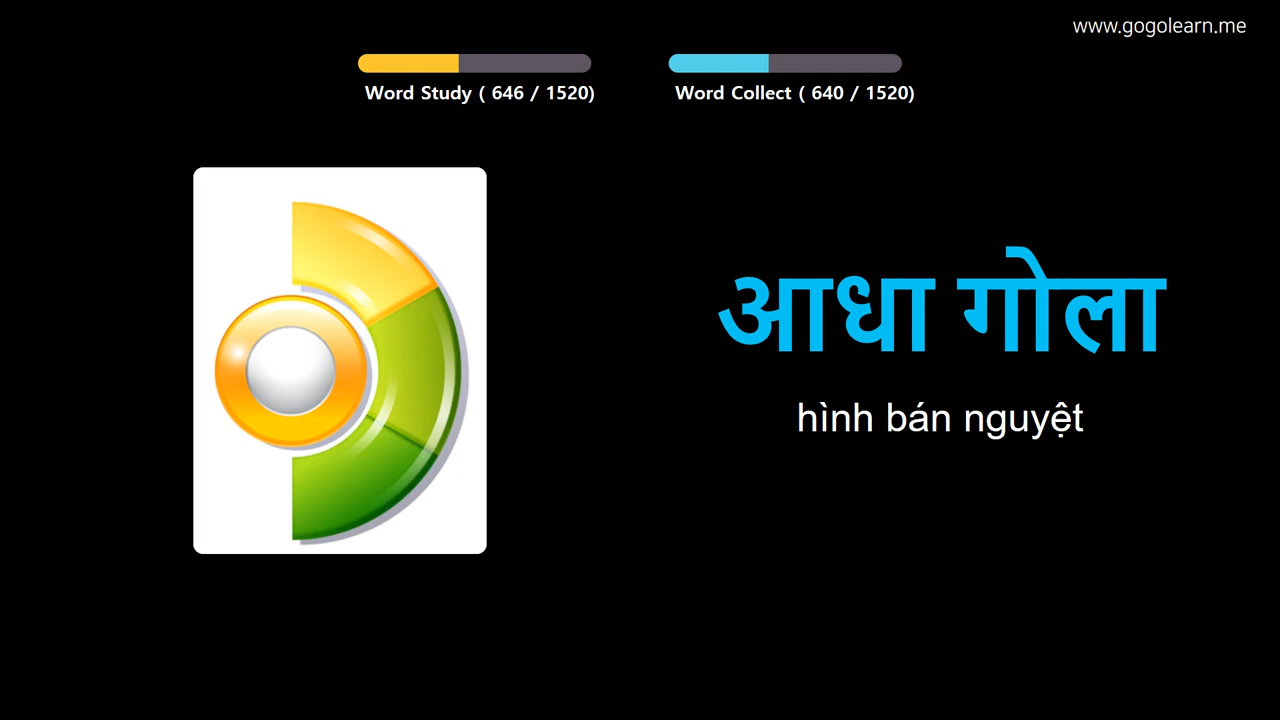 www.gogolearn.me
Word Study ( 646 / 1520)
Word Collect ( 640 / 1520)
आधा गोला
hình bán nguyệt